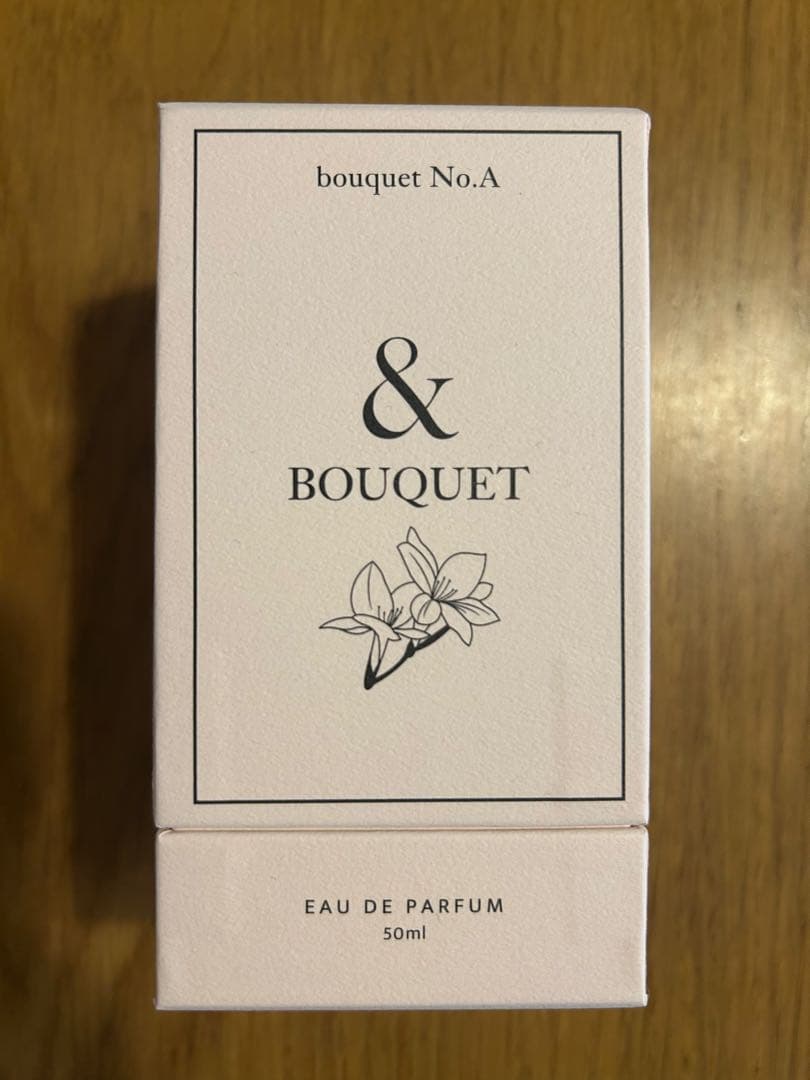 bouquet No.A
&
BOUQUET
EAU DE PARFUM
50ml